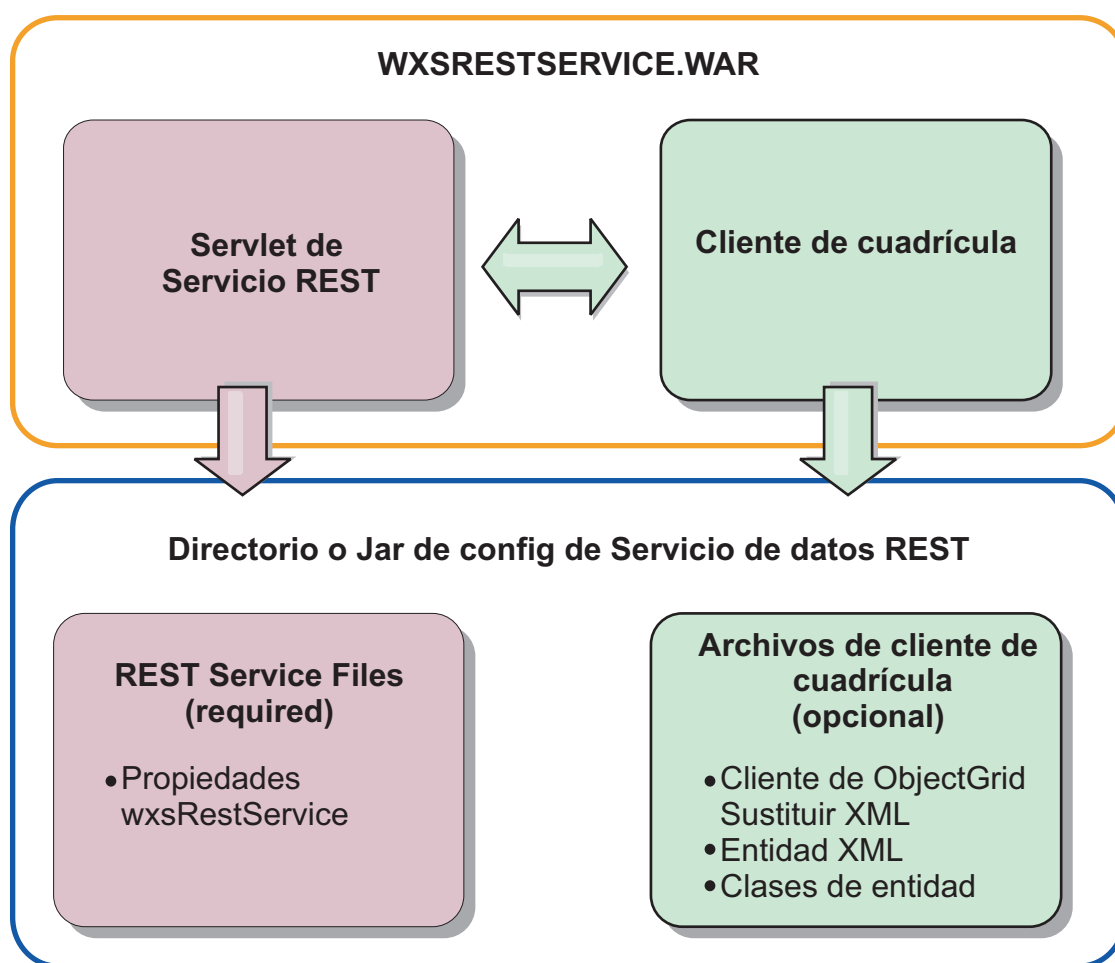 WXSRESTSERVICE.WAR
Servlet de
Servicio REST
Cliente de cuadrícula
Directorio o Jar de config de Servicio de datos REST
REST Service Files
(required)
•Propiedades
wxsRestService
Archivos de cliente de
cuadrícula
(opcional)
•Cliente de ObjectGrid
Sustituir XML
•Entidad XML
•Clases de entidad